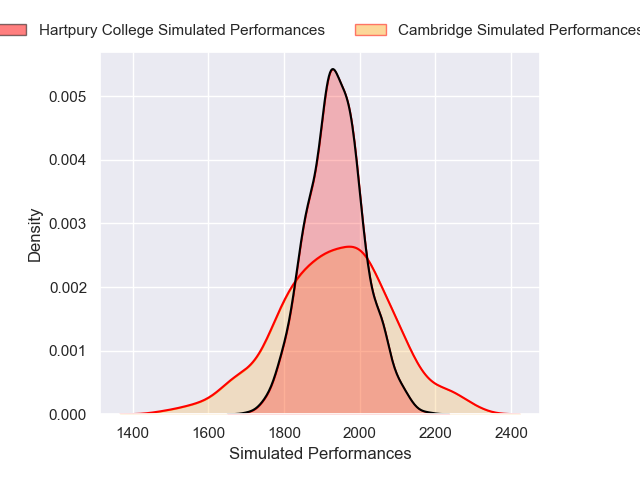 Hartpury College Simulated Performances Cambridge Simulated Performances
0.005
0.004
0.003
0.002
0.001
0.000
Density
1400 1600 1800 2000 2200 2400
Simulated Performances